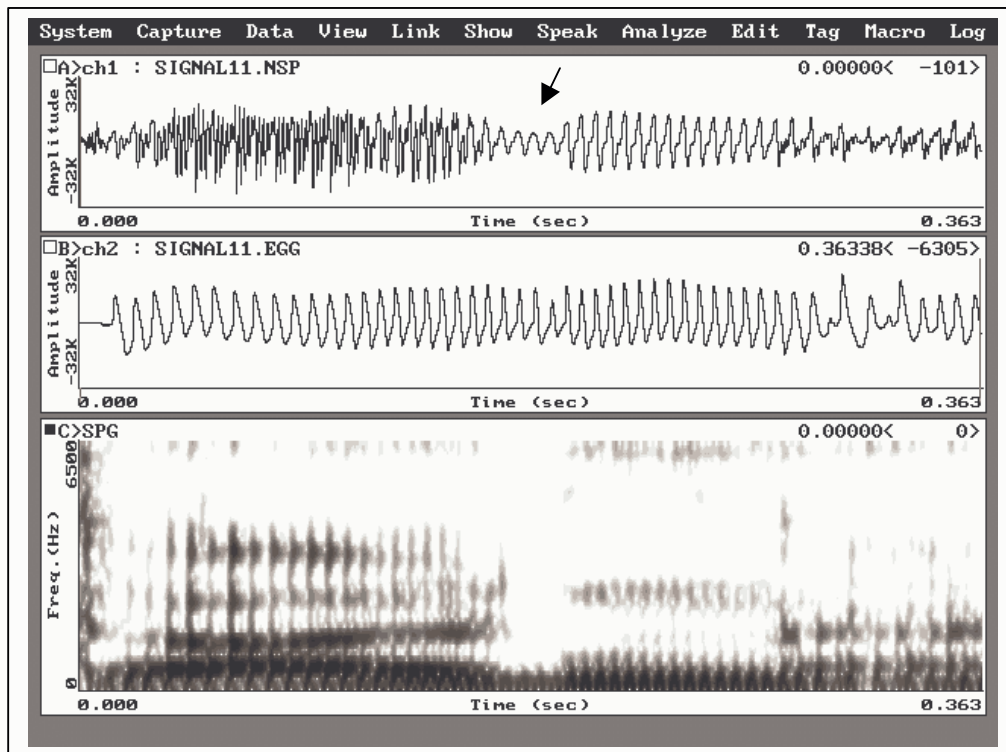 System Capture Data View Link Show Speak Analyze Edit Tag Macro Log
A>ch1 : SIGNAL11.NSP 0.00000< -101>
Amplitude
-32K 32K
0.000 Time (sec) 0.363
B>ch2 : SIGNAL11.EGG 0.36338< -6305>
Amplitude
-32K 32K
0.000 Time (sec) 0.363
C>SPG 0.00000< 0>
Freq.(Hz)
0 6500
0.000 Time (sec) 0.363